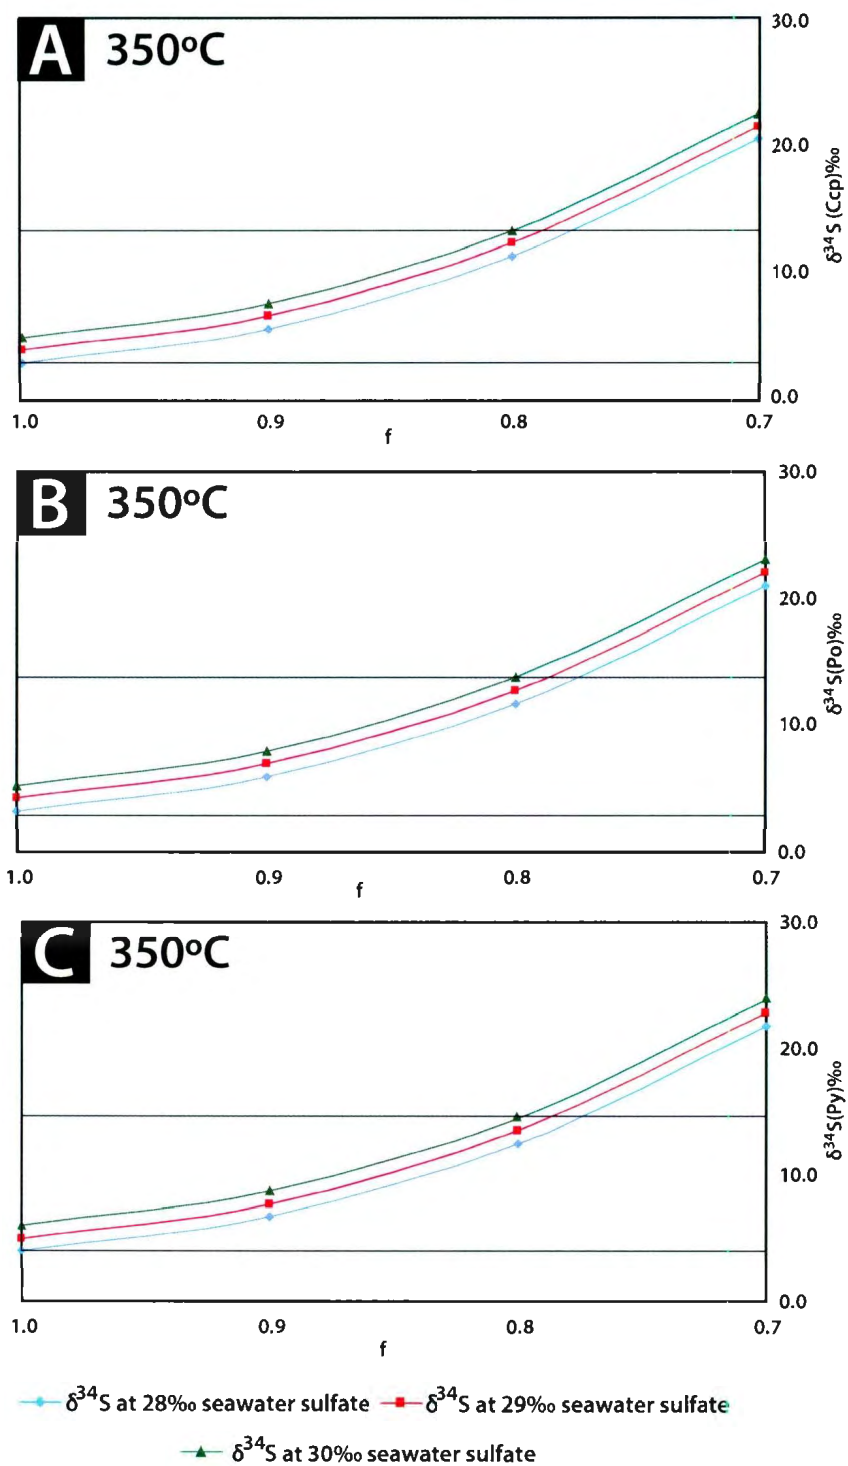 A 350ºC
30.0
20.0
10.0
0.0
δ³⁴S (Ccp)‰
1.0 0.9 0.8 0.7
f
B 350ºC
30.0
20.0
10.0
0.0
δ³⁴S(Po)‰
1.0 0.9 0.8 0.7
f
C 350ºC
30.0
20.0
10.0
0.0
δ³⁴S(Py)‰
1.0 0.9 0.8 0.7
f
δ³⁴S at 28‰ seawater sulfate δ³⁴S at 29‰ seawater sulfate
δ³⁴S at 30‰ seawater sulfate